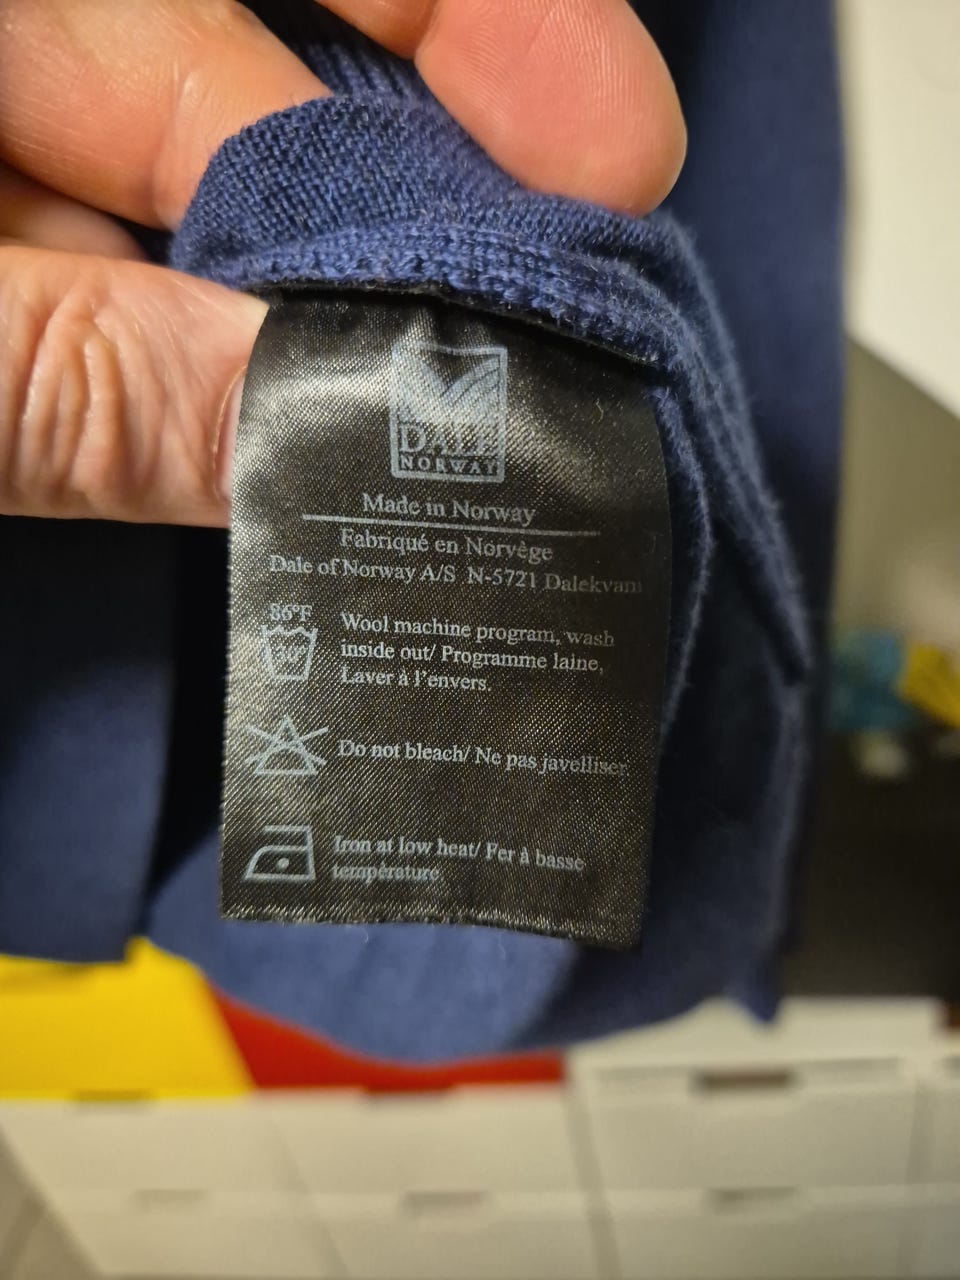 DALE
NORWAY
Made in Norway
Fabriqué en Norvège
Dale of Norway A/S N-5721 Dalekvam
86°F
30°
Wool machine program, wash
inside out/ Programme laine,
Laver à l'envers.
Do not bleach/ Ne pas javelliser
Iron at low heat/ Fer à basse
température